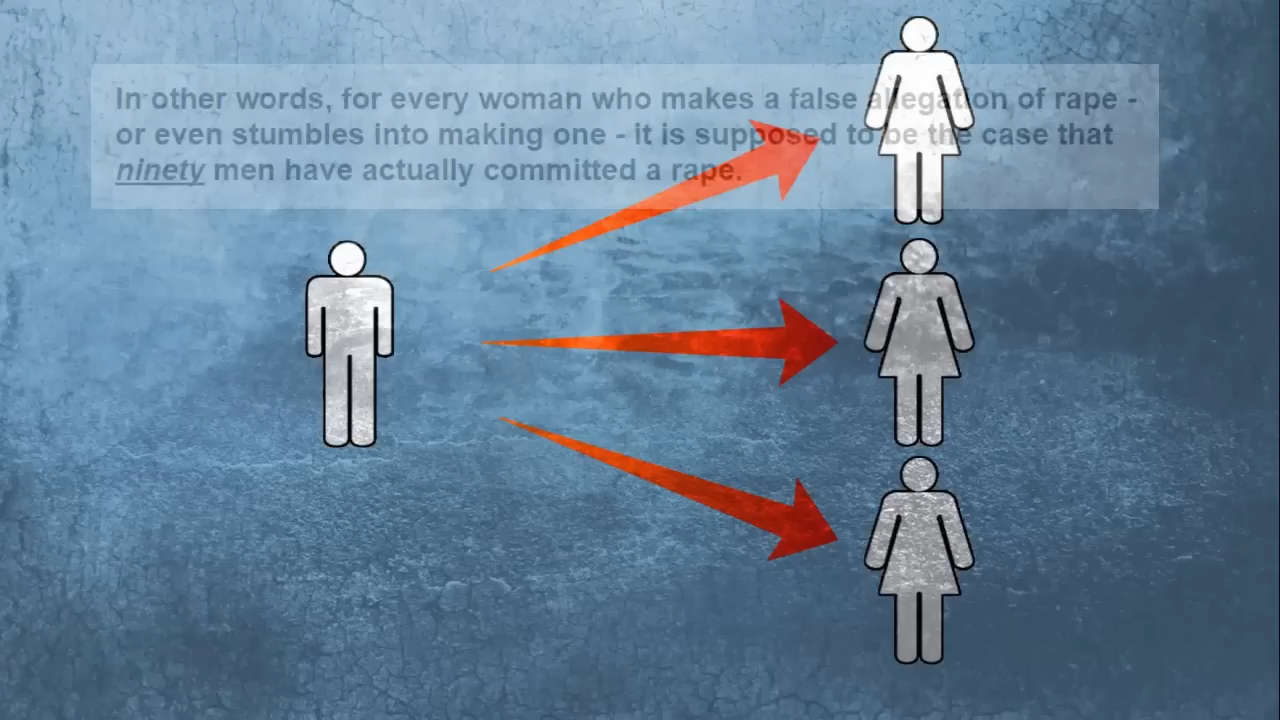 In other words, for every woman who makes a false allegation of rape -
or even stumbles into making one - it is supposed to be the case that
ninety men have actually committed a rape.